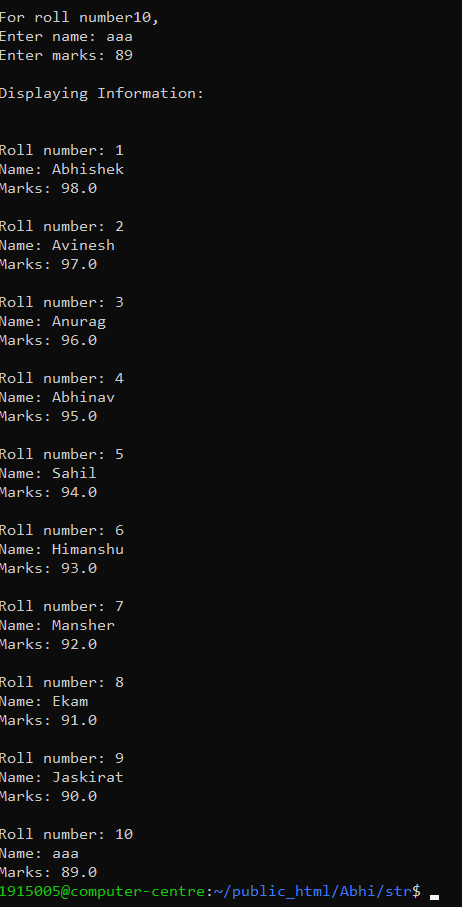 For roll number10,
Enter name: aaa
Enter marks: 89
Displaying Information:
Roll number: 1
Name: Abhishek
Marks: 98.0
Roll number: 2
Name: Avinesh
Marks: 97.0
Roll number: 3
Name: Anurag
Marks: 96.0
Roll number: 4
Name: Abhinav
Marks: 95.0
Roll number: 5
Name: Sahil
Marks: 94.0
Roll number: 6
Name: Himanshu
Marks: 93.0
Roll number: 7
Name: Mansher
Marks: 92.0
Roll number: 8
Name: Ekam
Marks: 91.0
Roll number: 9
Name: Jaskirat
Marks: 90.0
Roll number: 10
Name: aaa
Marks: 89.0
1915005@computer-centre:~/public_html/Abhi/str$